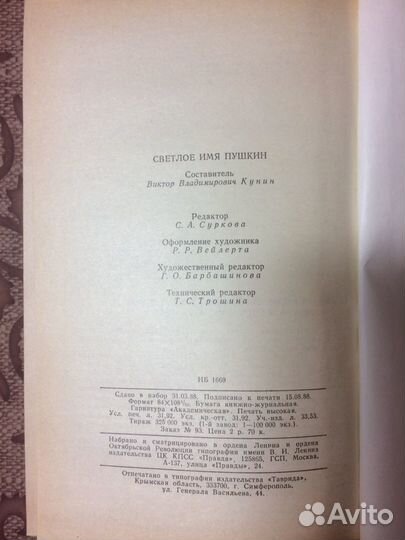 СВЕТЛОЕ ИМЯ ПУШКИН
Составитель
Виктор Владимирович Кунин
Редактор
С. А. Суркова
Оформление художника
Р. Р. Вейлерта
Художественный редактор
Г. О. Барбашинова
Технический редактор
Т. С. Трошина
ИБ 1669
Сдано в набор 31.03.88. Подписано к печати 15.08.88.
Формат 84×108¹/₃₂. Бумага книжно-журнальная.
Гарнитура «Академическая». Печать высокая.
Усл. печ. л. 31,92. Усл. кр.-отт. 31,92. Уч.-изд. л. 33,53.
Тираж 325 000 экз. (1-й завод: 1—100 000 экз.).
Заказ № 93. Цена 2 р. 70 к.
Набрано и сматрицировано в ордена Ленина и ордена
Октябрьской Революции типографии имени В. И. Ленина
издательства ЦК КПСС «Правда», 125865, ГСП, Москва,
А-137, улица «Правды», 24.
Отпечатано в типографии издательства «Таврида»,
Крымская область, 333700, г. Симферополь,
ул. Генерала Васильева, 44.
Avito